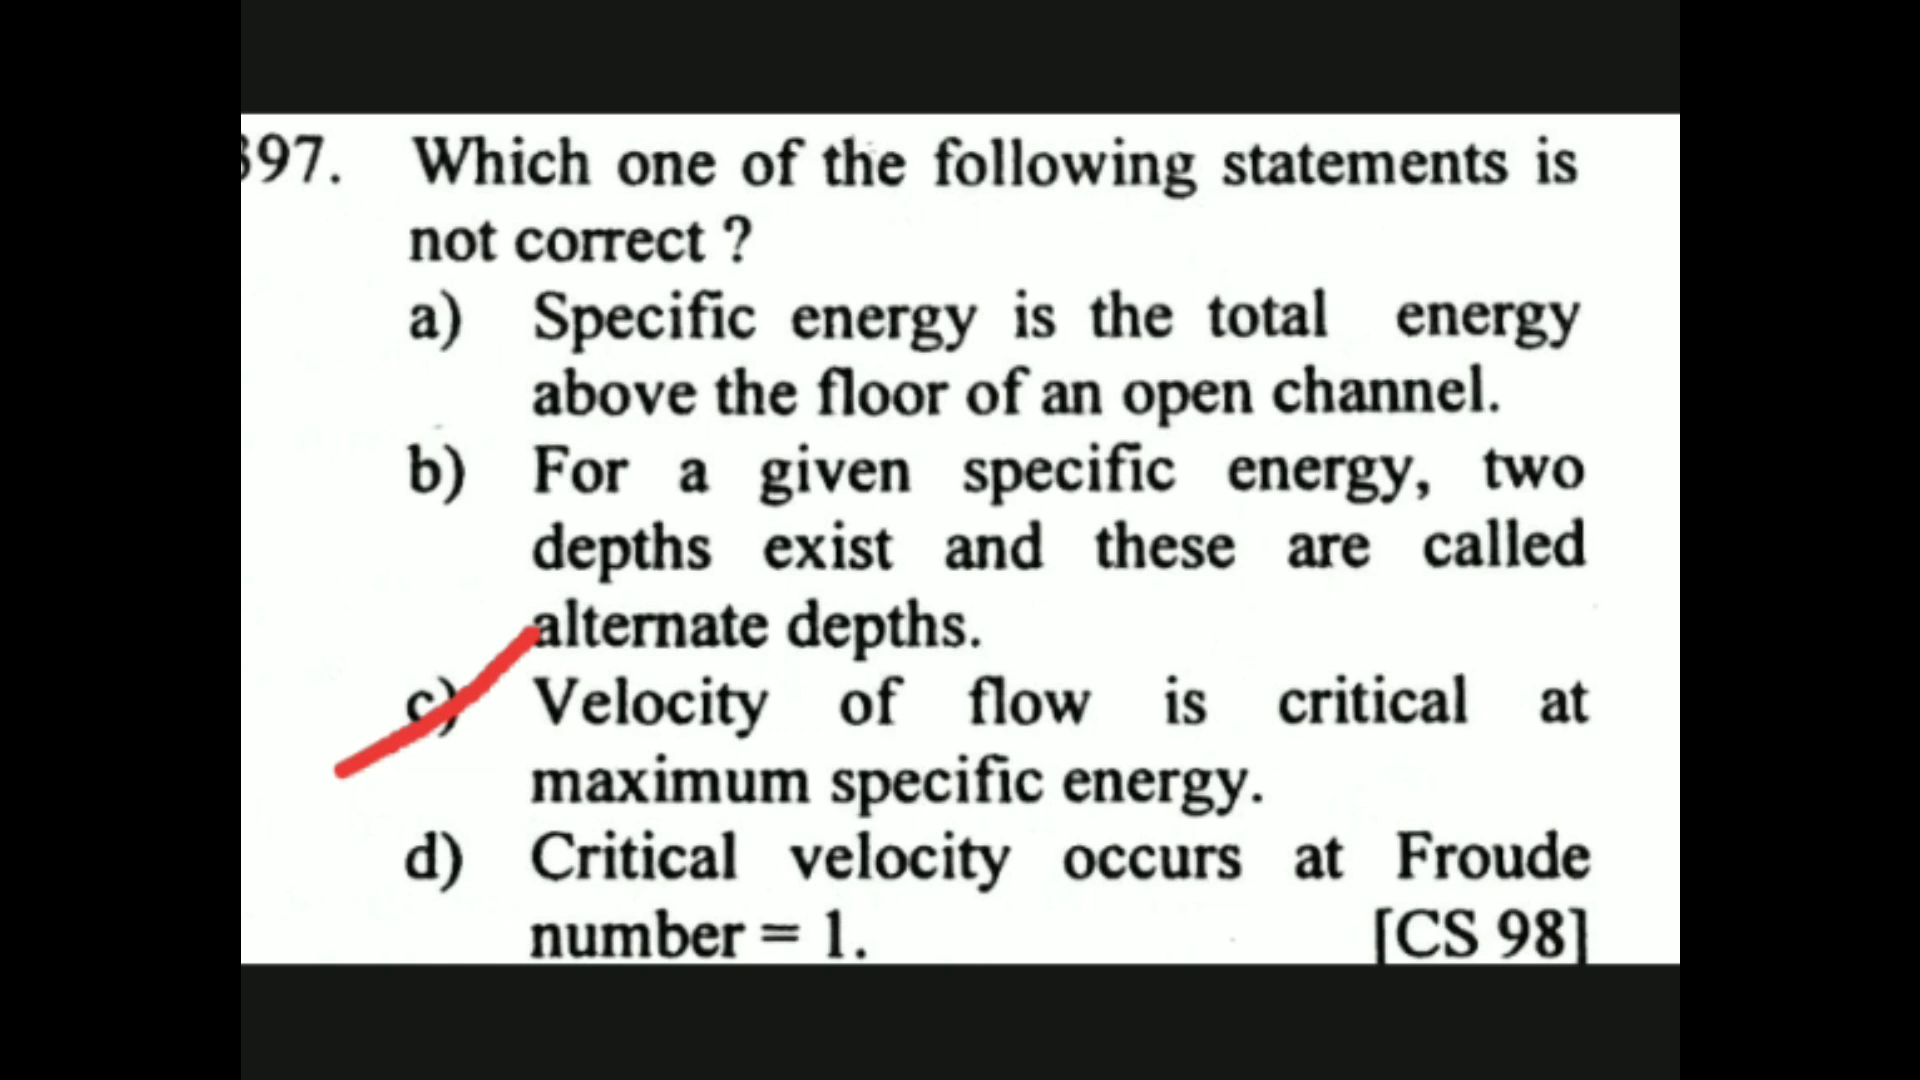 397. Which one of the following statements is
not correct ?
a) Specific energy is the total energy
above the floor of an open channel.
b) For a given specific energy, two
depths exist and these are called
alternate depths.
c) Velocity of flow is critical at
maximum specific energy.
d) Critical velocity occurs at Froude
number = 1. [CS 98]